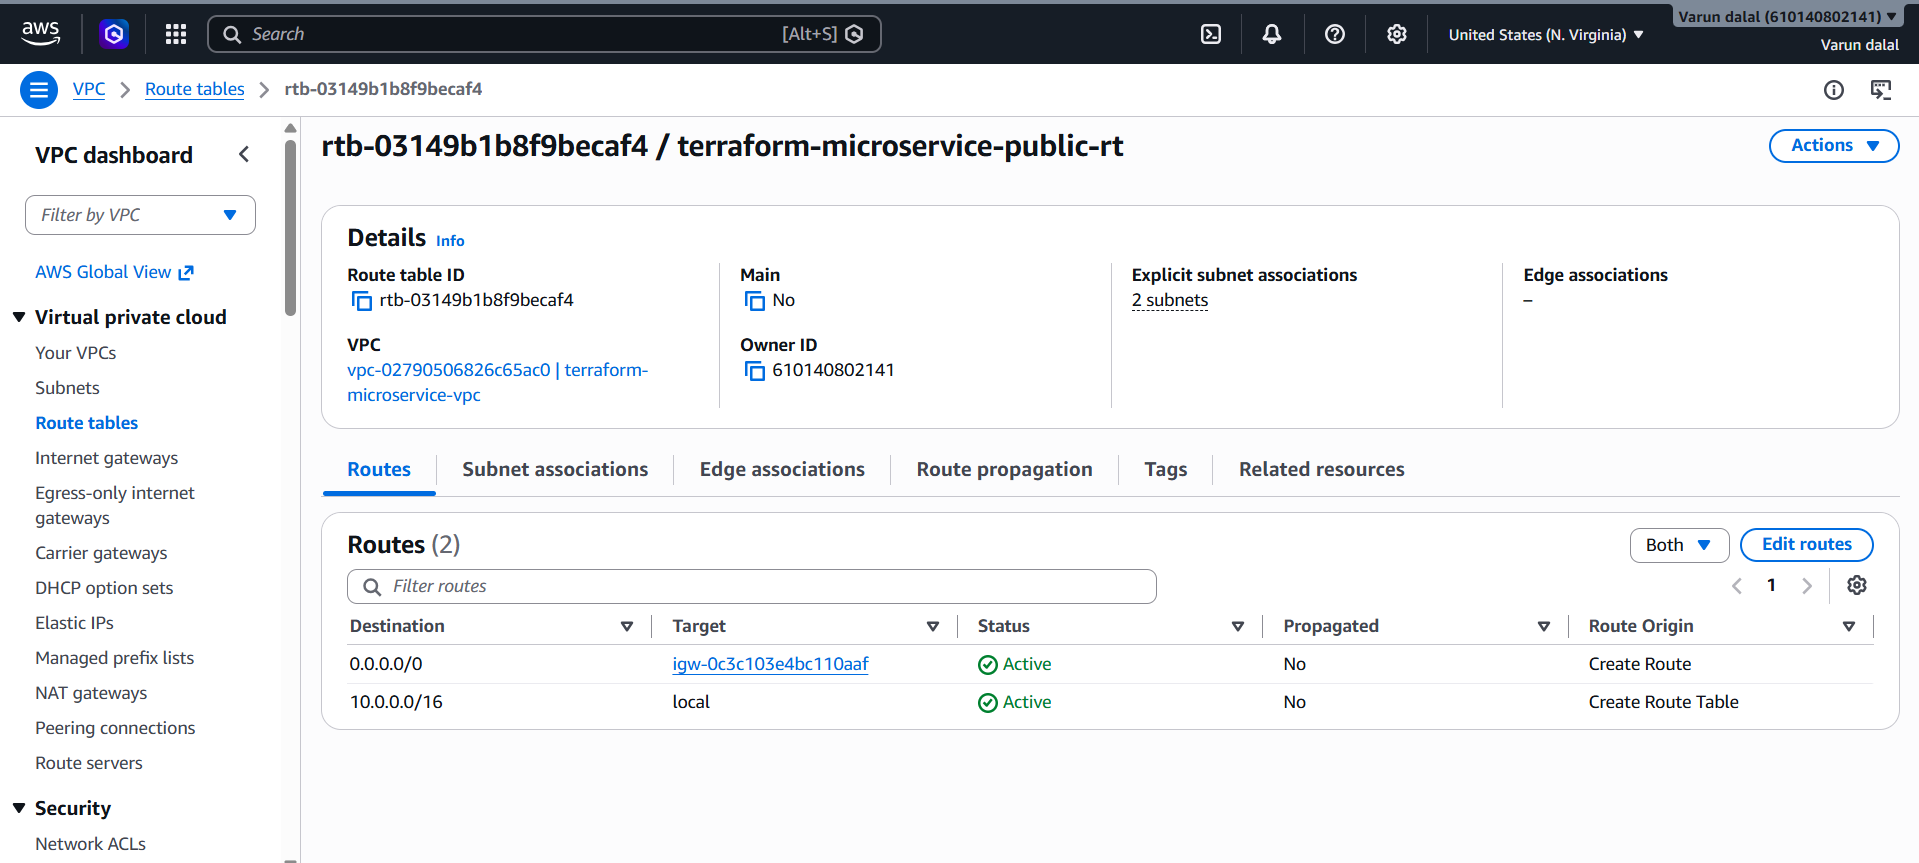 aws
Search
[Alt+S]
United States (N. Virginia)
Varun dalal (610140802141)
Varun dalal
VPC
Route tables
rtb-03149b1b8f9becaf4
VPC dashboard
Filter by VPC
AWS Global View
Virtual private cloud
Your VPCs
Subnets
Route tables
Internet gateways
Egress-only internet
gateways
Carrier gateways
DHCP option sets
Elastic IPs
Managed prefix lists
NAT gateways
Peering connections
Route servers
Security
Network ACLs
rtb-03149b1b8f9becaf4 / terraform-microservice-public-rt
Actions
Details Info
Route table ID
rtb-03149b1b8f9becaf4
Main
No
Explicit subnet associations
2 subnets
Edge associations
–
VPC
vpc-02790506826c65ac0 | terraform-
microservice-vpc
Owner ID
610140802141
Routes Subnet associations Edge associations Route propagation Tags Related resources
Routes (2)
Both
Edit routes
Filter routes
1
Destination Target Status Propagated Route Origin
0.0.0.0/0 igw-0c3c103e4bc110aaf Active No Create Route
10.0.0.0/16 local Active No Create Route Table